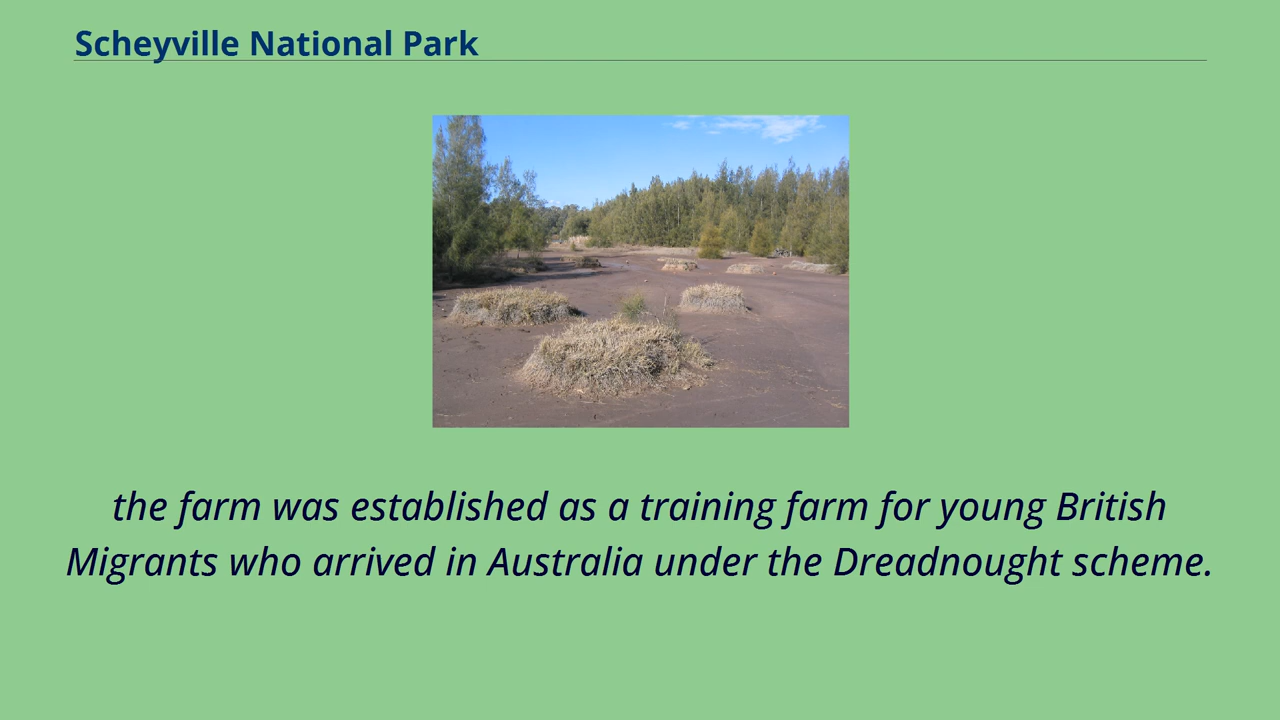 Scheyville National Park
the farm was established as a training farm for young British
Migrants who arrived in Australia under the Dreadnought scheme.